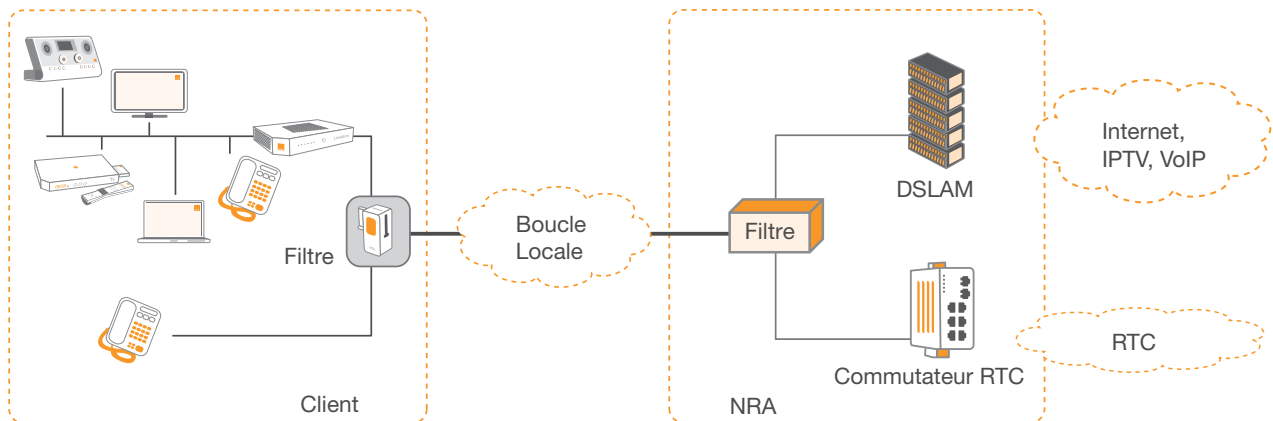 Internet,
IPTV, VoIP
DSLAM
Boucle
Locale
Filtre
Filtre
RTC
Commutateur RTC
Client
NRA